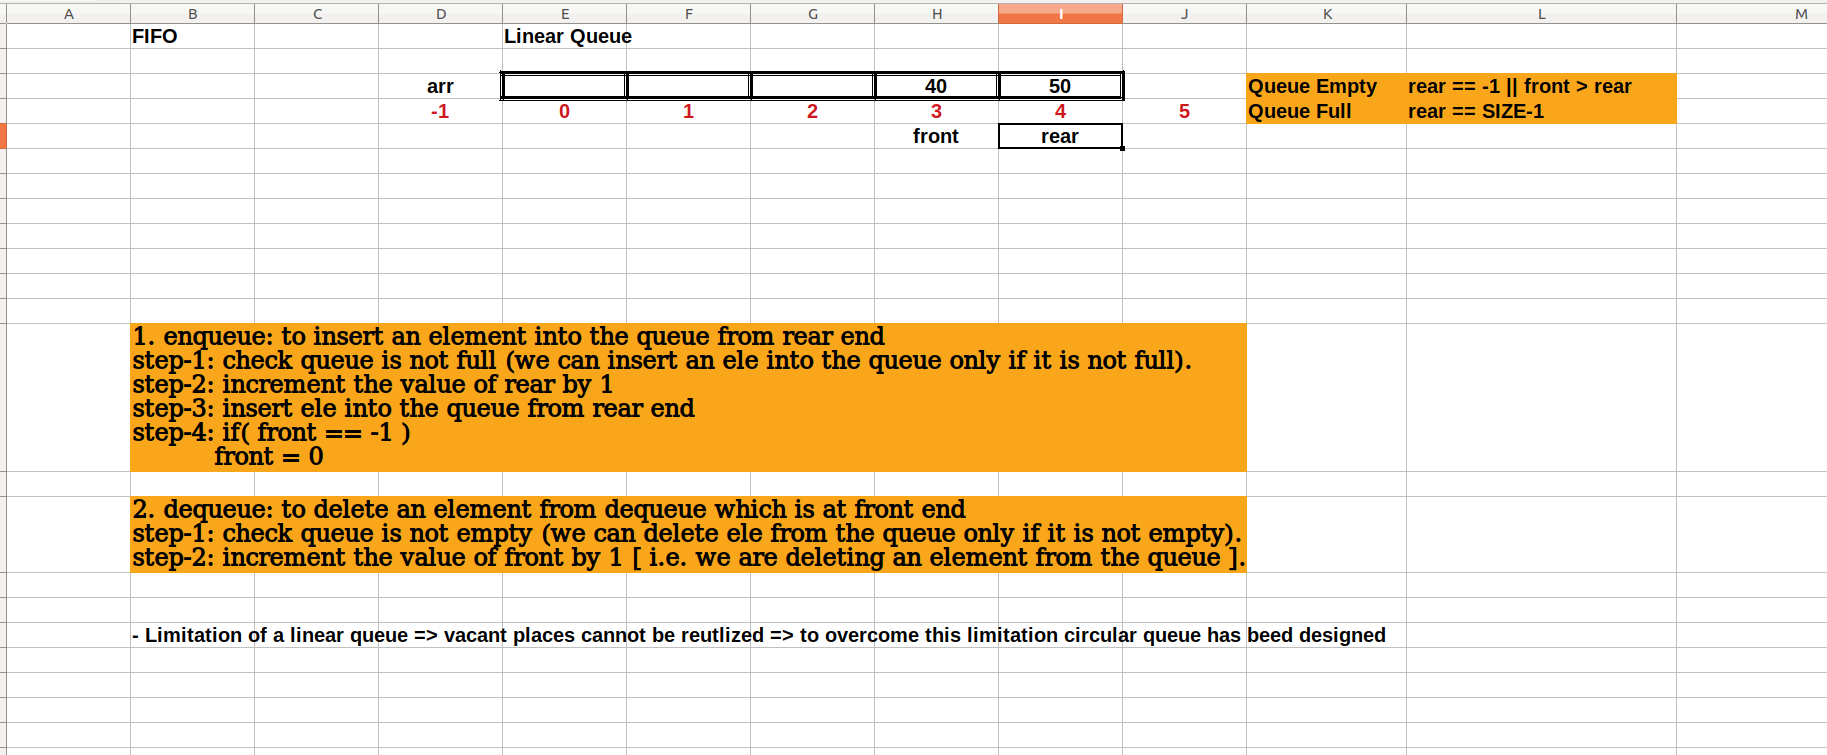 A B C D E F G H I J K L M
FIFO Linear Queue
arr 40 50 Queue Empty rear == -1 || front > rear
-1 0 1 2 3 4 5 Queue Full rear == SIZE-1
front rear
1. enqueue: to insert an element into the queue from rear end
step-1: check queue is not full (we can insert an ele into the queue only if it is not full).
step-2: increment the value of rear by 1
step-3: insert ele into the queue from rear end
step-4: if( front == -1 )
front = 0
2. dequeue: to delete an element from dequeue which is at front end
step-1: check queue is not empty (we can delete ele from the queue only if it is not empty).
step-2: increment the value of front by 1 [ i.e. we are deleting an element from the queue ].
- Limitation of a linear queue => vacant places cannot be reutlized => to overcome this limitation circular queue has beed designed